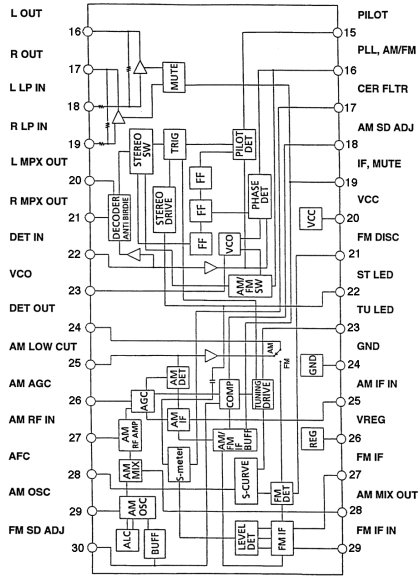 L OUT
16
R OUT
17
L LP IN
18
R LP IN
19
L MPX OUT
20
R MPX OUT
21
DET IN
22
VCO
23
DET OUT
24
AM LOW CUT
25
AM AGC
26
AM RF IN
27
AFC
28
AM OSC
29
FM SD ADJ
30
MUTE
STEREO SW
TRIG
PILOT DET
FF
FF
FF
PHASE DET
DECODER
ANTI BIRDIE
STEREO DRIVE
VCO
AM/FM SW
VCC
AM
FM
GND
AM DET
AGC
COMP
TUNING DRIVE
AM RF AMP
AM IF
AM/FM IF BUFF
REG
AM MIX
S-meter
S-CURVE
FM DET
AM OSC
ALC
BUFF
LEVEL DET
FM IF
PILOT
15
PLL, AM/FM
16
CER FLTR
17
AM SD ADJ
18
IF, MUTE
19
VCC
20
FM DISC
21
ST LED
22
TU LED
23
GND
24
AM IF IN
25
VREG
26
FM IF
27
AM MIX OUT
28
FM IF IN
29